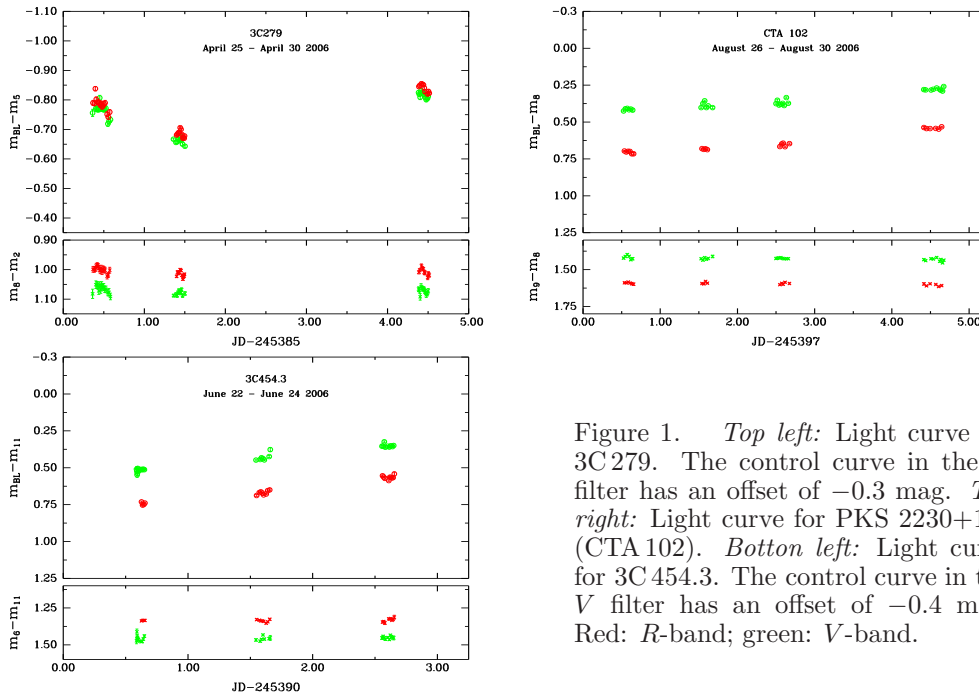 3C279
April 25 – April 30 2006
-1.10
-0.90
-0.80
-0.70
-0.60
-0.50
-0.40
m_BL−m_5
0.90
1.00
1.10
m_8−m_2
0.00 1.00 2.00 3.00 4.00 5.00
JD−245385
CTA 102
August 26 – August 30 2006
-0.3
0.00
0.25
0.50
0.75
1.00
1.25
m_BL−m_8
1.50
1.75
m_9−m_8
0.00 1.00 2.00 3.00 4.00 5.0
JD−245397
3C454.3
June 22 – June 24 2006
-0.3
0.00
0.25
0.50
0.75
1.00
1.25
m_BL−m_11
1.25
1.50
m_6−m_11
0.00 1.00 2.00 3.00
JD−245390
Figure 1. Top left: Light curve
3C 279. The control curve in the
filter has an offset of −0.3 mag.
right: Light curve for PKS 2230+1
(CTA 102). Botton left: Light cur
for 3C 454.3. The control curve in t
V filter has an offset of −0.4 m
Red: R-band; green: V-band.